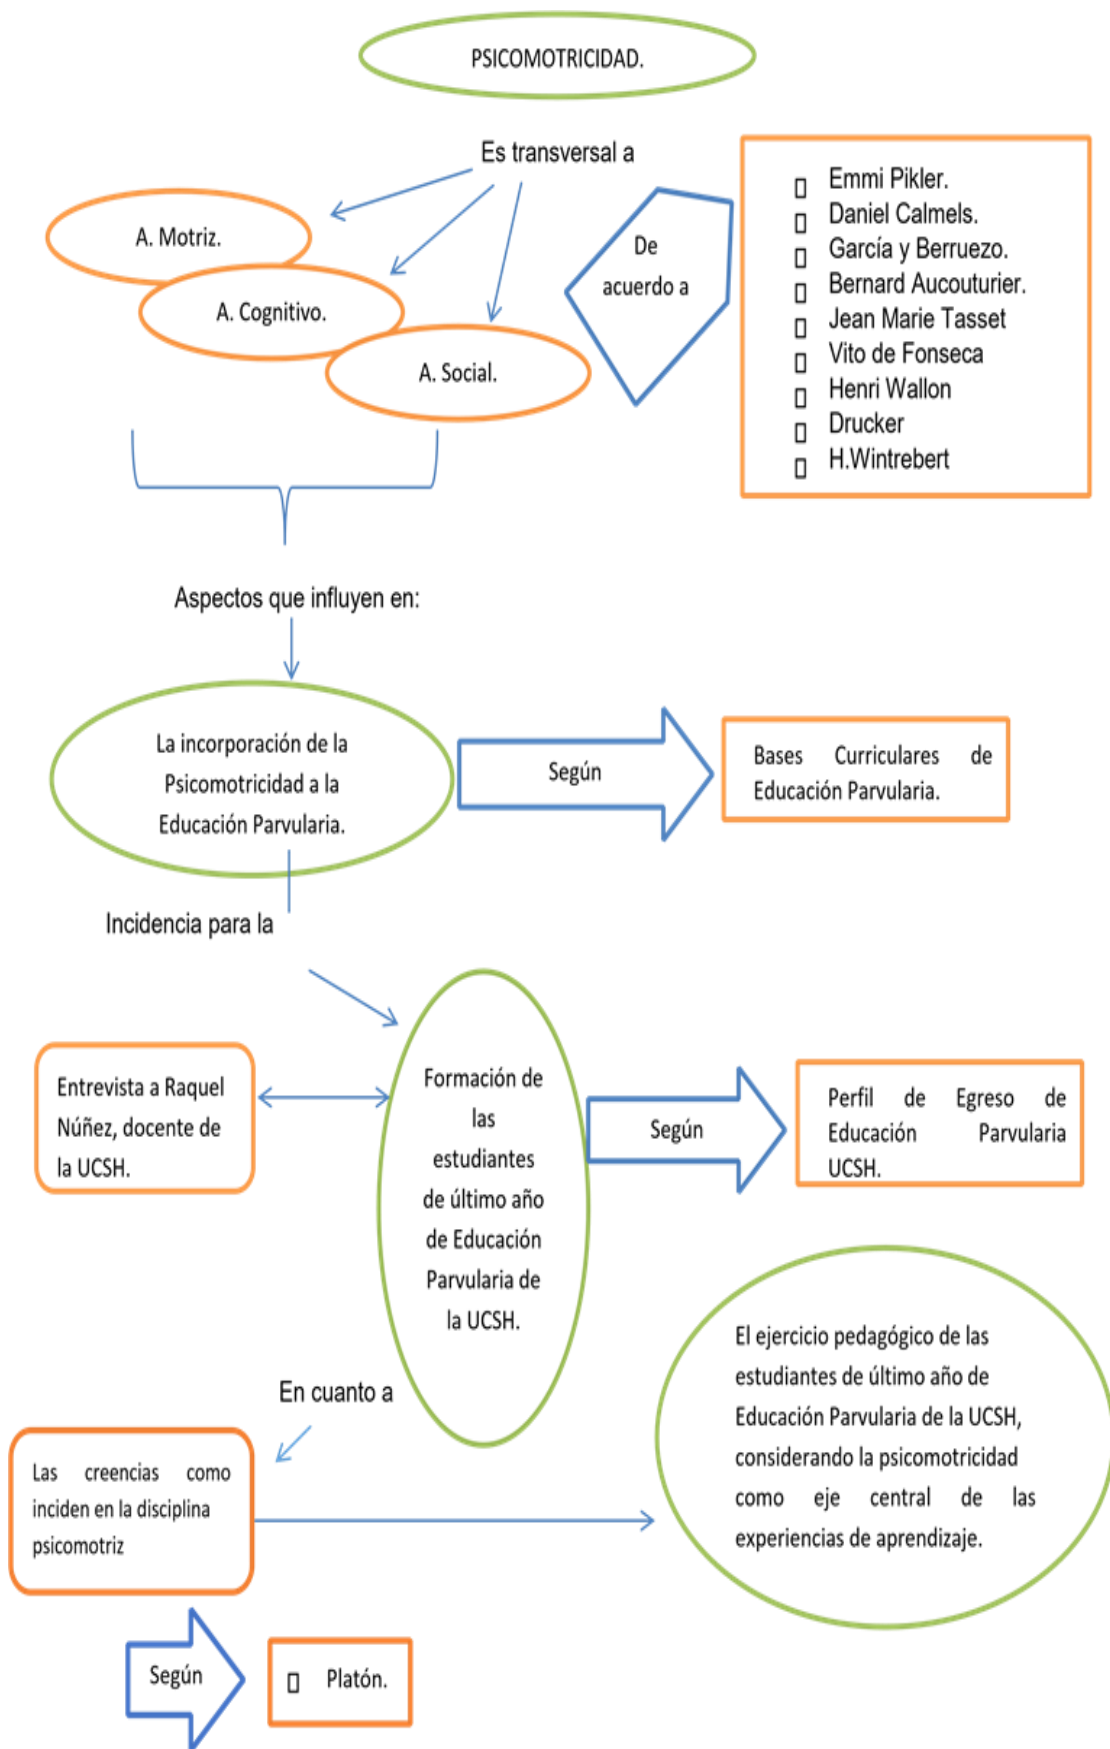 PSICOMOTRICIDAD.
Es transversal a
A. Motriz.
A. Cognitivo.
A. Social.
De
acuerdo a
Emmi Pikler.
Daniel Calmels.
García y Berruezo.
Bernard Aucouturier.
Jean Marie Tasset
Vito de Fonseca
Henri Wallon
Drucker
H.Wintrebert
Aspectos que influyen en:
La incorporación de la
Psicomotricidad a la
Educación Parvularia.
Según
Bases Curriculares de
Educación Parvularia.
Incidencia para la
Entrevista a Raquel
Núñez, docente de
la UCSH.
Formación de
las
estudiantes
de último año
de Educación
Parvularia de
la UCSH.
Según
Perfil de Egreso de
Educación Parvularia
UCSH.
En cuanto a
Las creencias como
inciden en la disciplina
psicomotriz
El ejercicio pedagógico de las
estudiantes de último año de
Educación Parvularia de la UCSH,
considerando la psicomotricidad
como eje central de las
experiencias de aprendizaje.
Según
Platón.